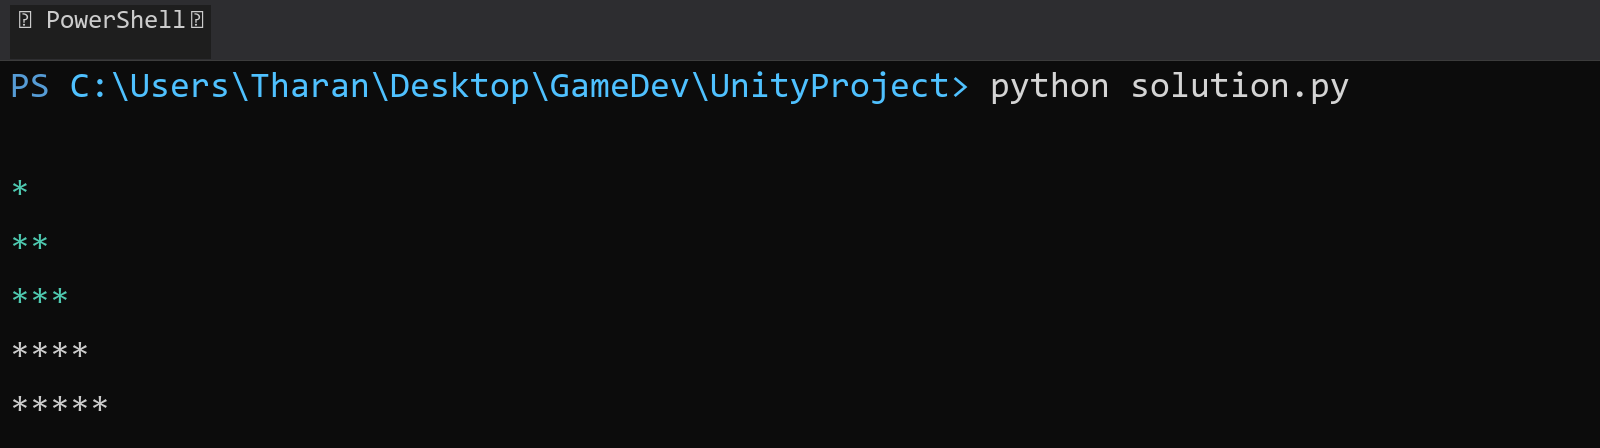 PowerShell
PS C:\Users\Tharan\Desktop\GameDev\UnityProject> python solution.py
*
**
***
****
*****